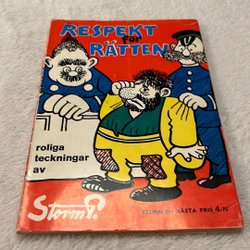 RESPEKT
för
RÄTTEN!
roliga
teckningar
av
Storm P.
STORM P:s BÄSTA PRIS 4:75